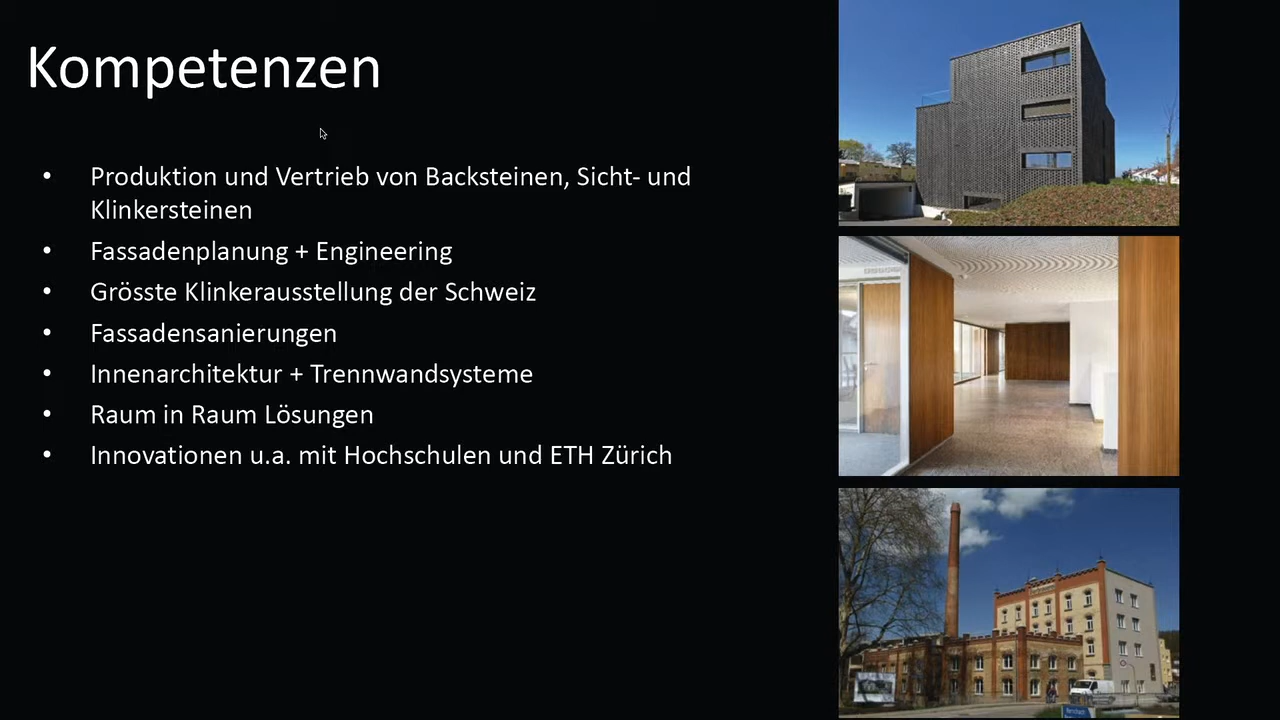 Kompetenzen
• Produktion und Vertrieb von Backsteinen, Sicht- und
Klinkersteinen
• Fassadenplanung + Engineering
• Grösste Klinkerausstellung der Schweiz
• Fassadensanierungen
• Innenarchitektur + Trennwandsysteme
• Raum in Raum Lösungen
• Innovationen u.a. mit Hochschulen und ETH Zürich